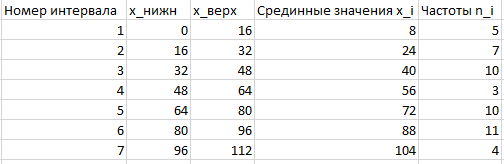 Номер интервала x_нижн x_верх Срединные значения x_i Частоты n_i
1 0 16 8 5
2 16 32 24 7
3 32 48 40 10
4 48 64 56 3
5 64 80 72 10
6 80 96 88 11
7 96 112 104 4